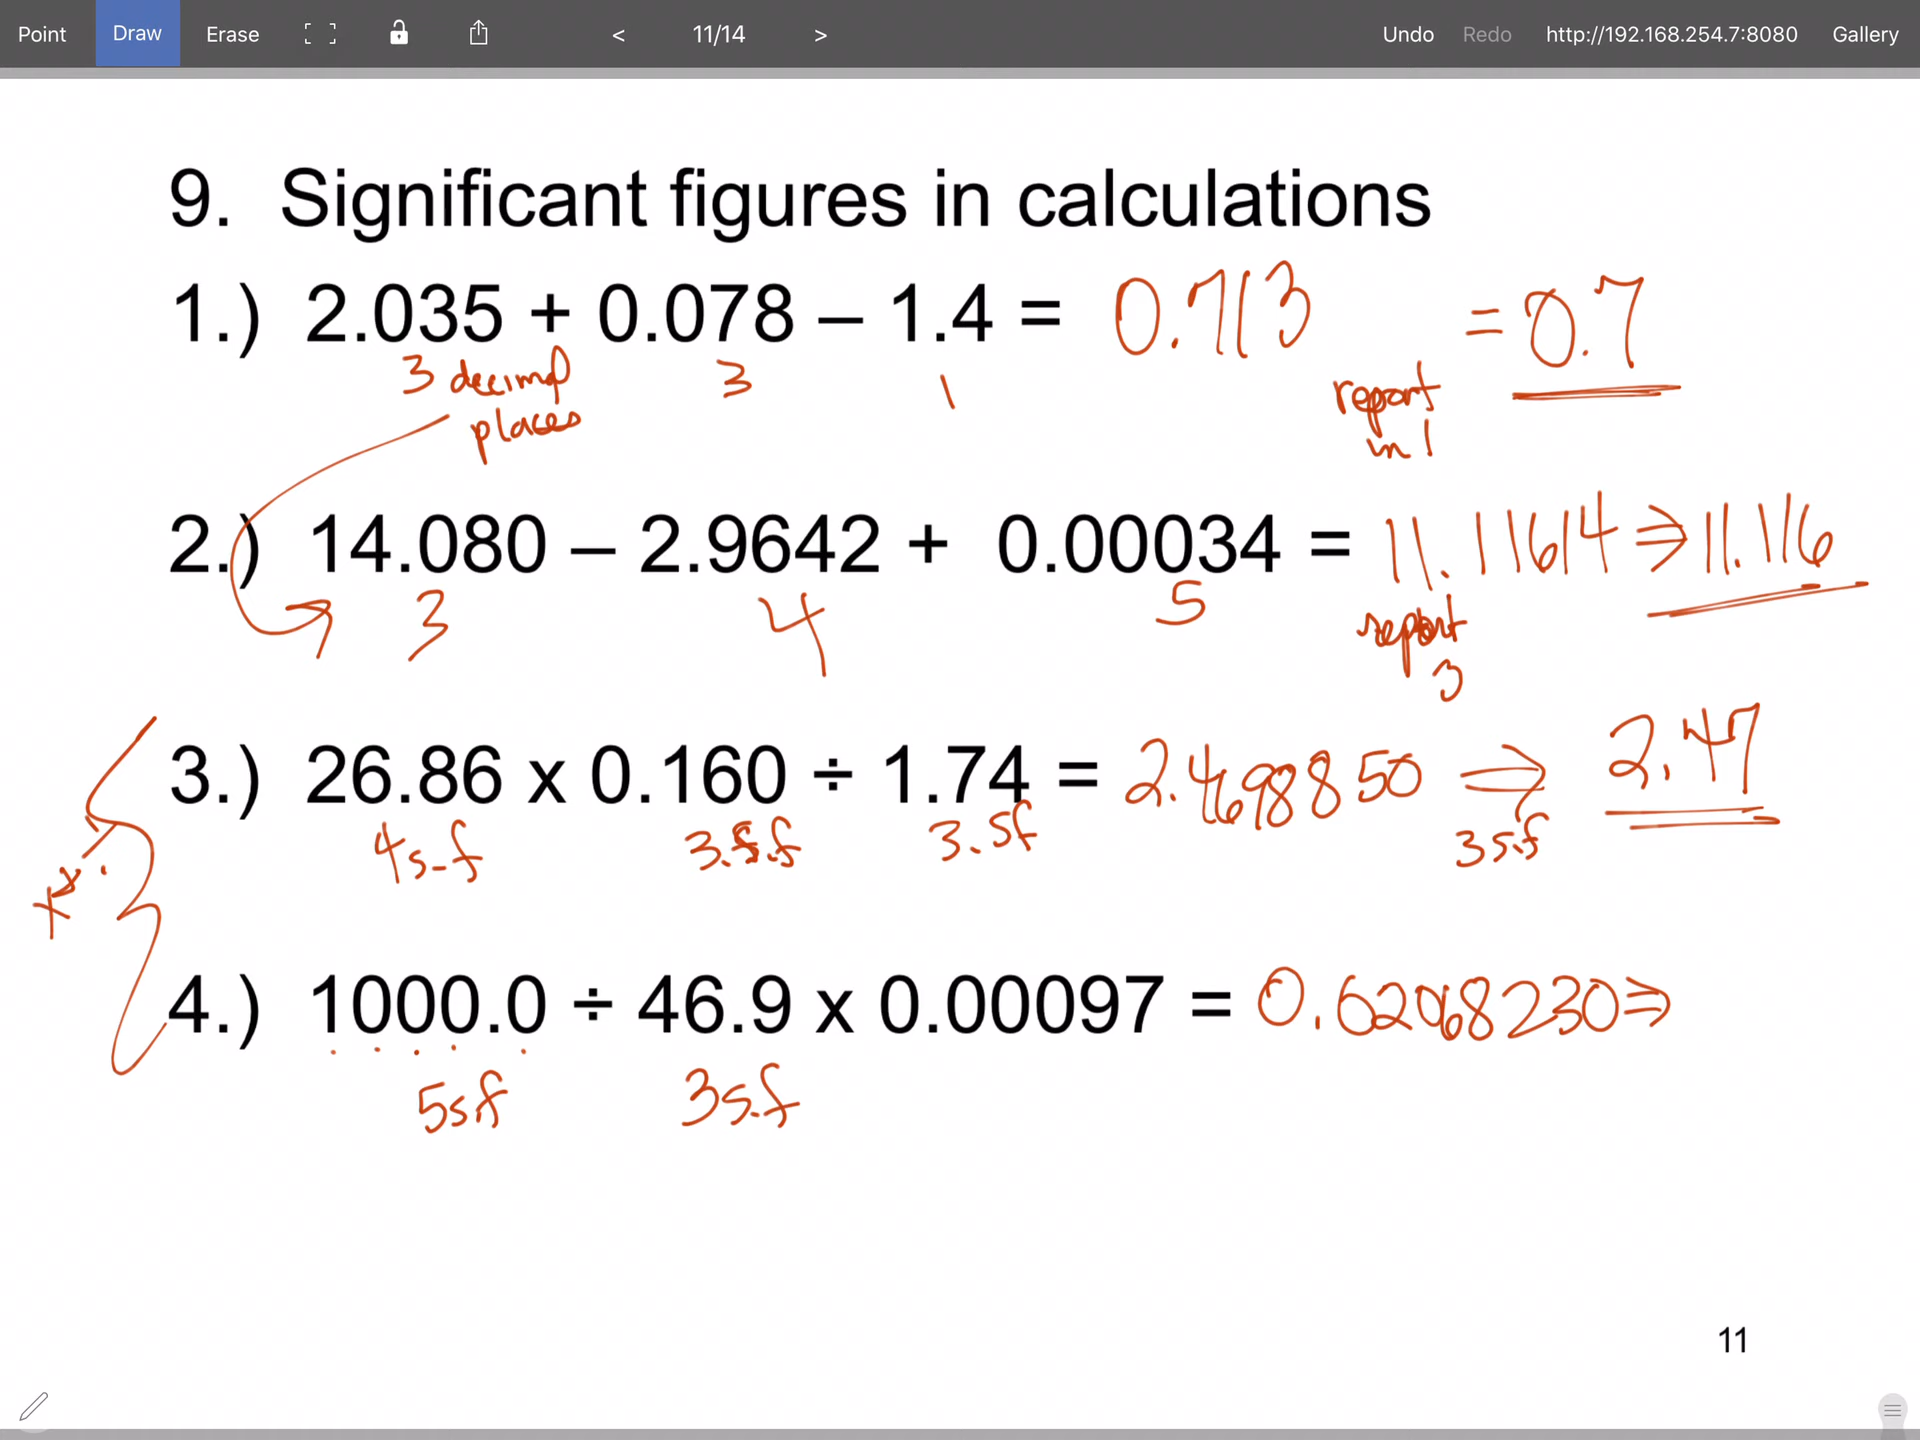 Point Draw Erase < 11/14 > Undo Redo http://192.168.254.7:8080 Gallery
9. Significant figures in calculations
1.) 2.035 + 0.078 – 1.4 = 0.713 = 0.7
3 decimal places 3 1 report in 1
2.) 14.080 – 2.9642 + 0.00034 = 11.11614 ⇒ 11.116
3 4 5 report 3
3.) 26.86 x 0.160 ÷ 1.74 = 2.4698850 ⇒ 2.47
4s.f 3.s.f 3.sf 3s.f
**
4.) 1000.0 ÷ 46.9 x 0.00097 = 0.02068230 ⇒
5sf 3s.f
11